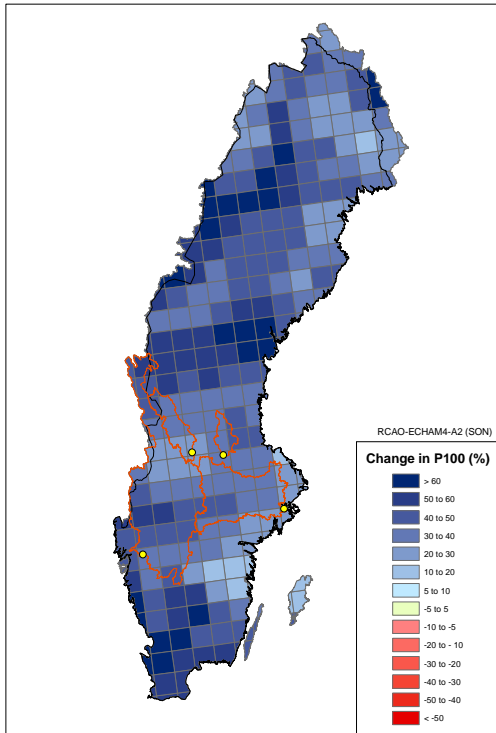 RCAO-ECHAM4-A2 (SON)
Change in P100 (%)
> 60
50 to 60
40 to 50
30 to 40
20 to 30
10 to 20
5 to 10
-5 to 5
-10 to -5
-20 to - 10
-30 to -20
-40 to -30
-50 to -40
< -50